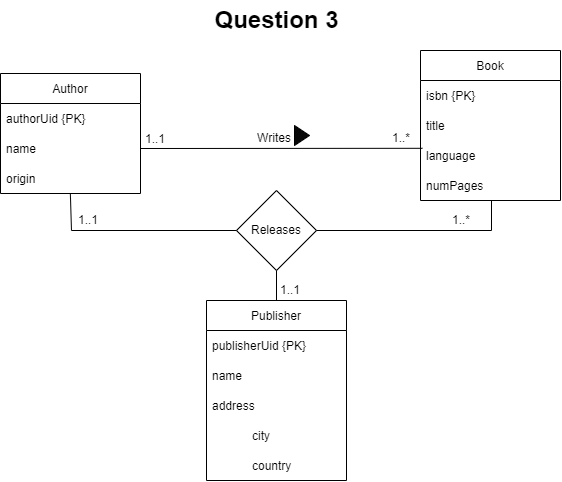 Question 3
Author
authorUid {PK}
name
origin
Book
isbn {PK}
title
language
numPages
1..1
Writes
1..*
1..1
Releases
1..*
1..1
Publisher
publisherUid {PK}
name
address
city
country